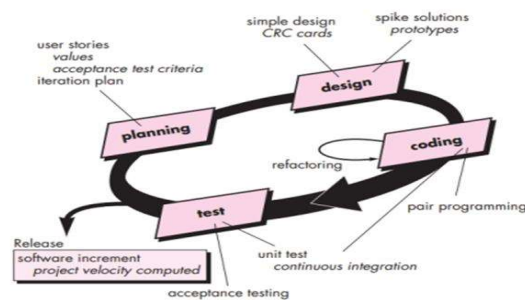 simple design
CRC cards
spike solutions
prototypes
user stories
values
acceptance test criteria
iteration plan
design
planning
coding
refactoring
test
pair programming
Release
software increment
project velocity computed
unit test
continuous integration
acceptance testing